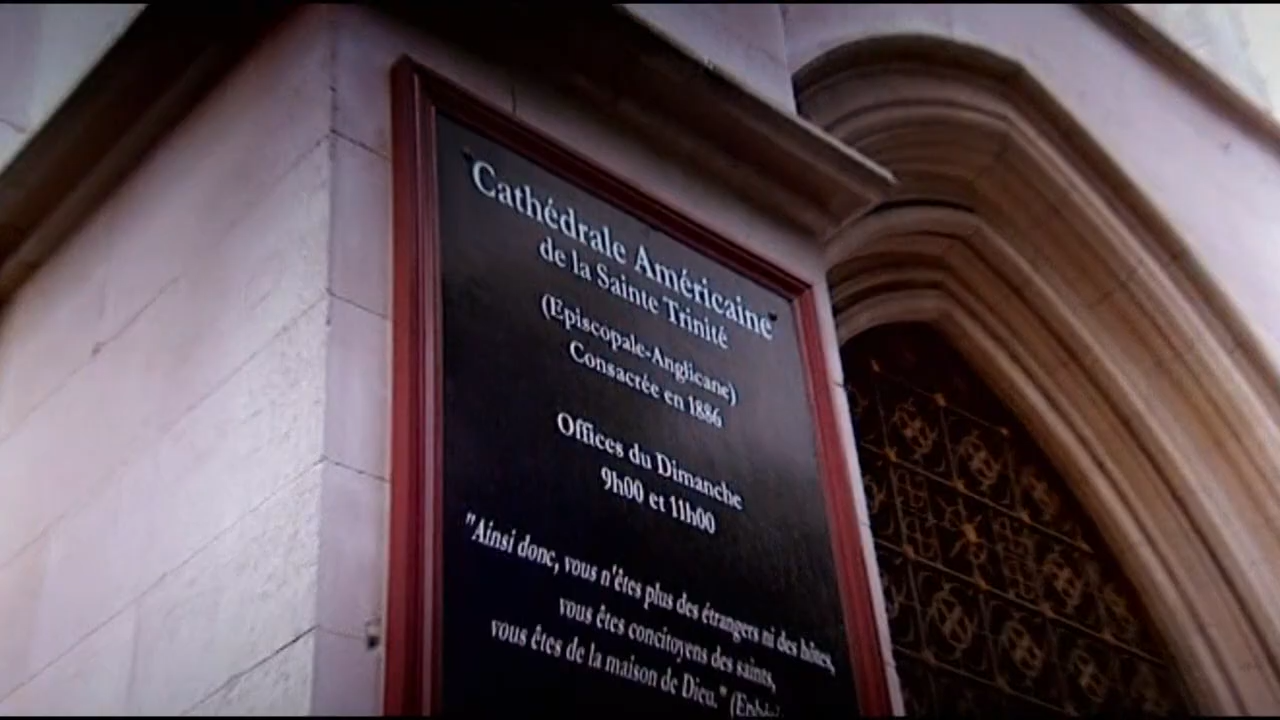 Cathédrale Américaine
de la Sainte Trinité
(Episcopale-Anglicane)
Consactrée en 1886
Offices du Dimanche
9h00 et 11h00
"Ainsi donc, vous n'êtes plus des étrangers ni des hôtes,
vous êtes concitoyens des saints,
vous êtes de la maison de Dieu."